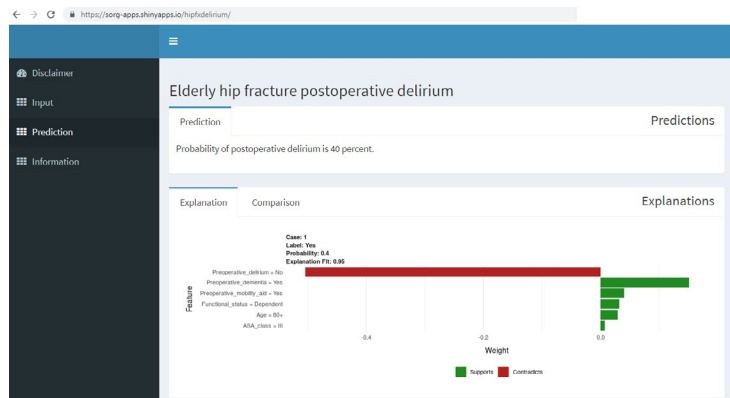 https://sorg-apps.shinyapps.io/hipfxdelirium/
Disclaimer
Input
Prediction
Information
Elderly hip fracture postoperative delirium
Prediction
Predictions
Probability of postoperative delirium is 40 percent.
Explanation
Comparison
Explanations
Case: 1
Label: Yes
Probability: 0.4
Explanation Fit: 0.95
Feature
Preoperative_delirium = No
Preoperative_dementia = Yes
Preoperative_mobility_aid = Yes
Functional_status = Dependent
Age = 80+
ASA_class = III
-0.4
-0.2
0.0
Weight
Supports
Contradicts